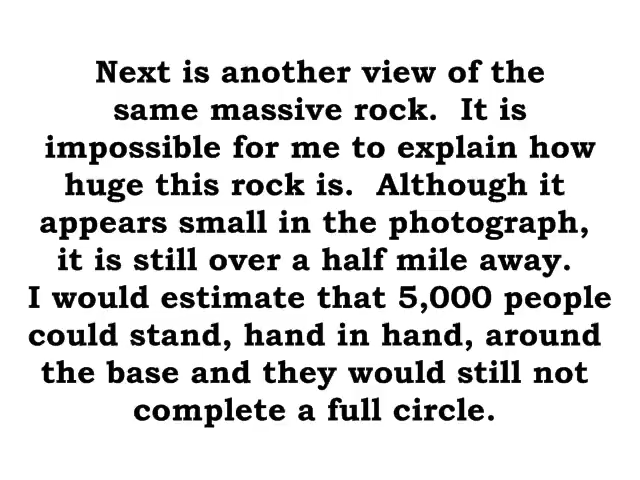 Next is another view of the
same massive rock.  It is
impossible for me to explain how
huge this rock is.  Although it
appears small in the photograph,
it is still over a half mile away.
I would estimate that 5,000 people
could stand, hand in hand, around
the base and they would still not
complete a full circle.